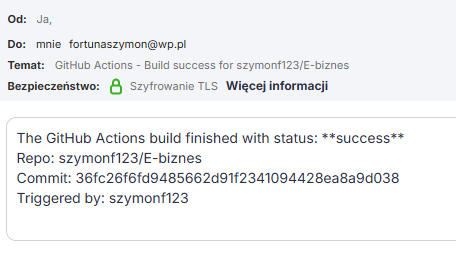 Od: Ja,
Do: mnie fortunaszymon@wp.pl
Temat: GitHub Actions - Build success for szymonf123/E-biznes
Bezpieczeństwo: Szyfrowanie TLS Więcej informacji
The GitHub Actions build finished with status: **success**
Repo: szymonf123/E-biznes
Commit: 36fc26f6fd9485662d91f2341094428ea8a9d038
Triggered by: szymonf123